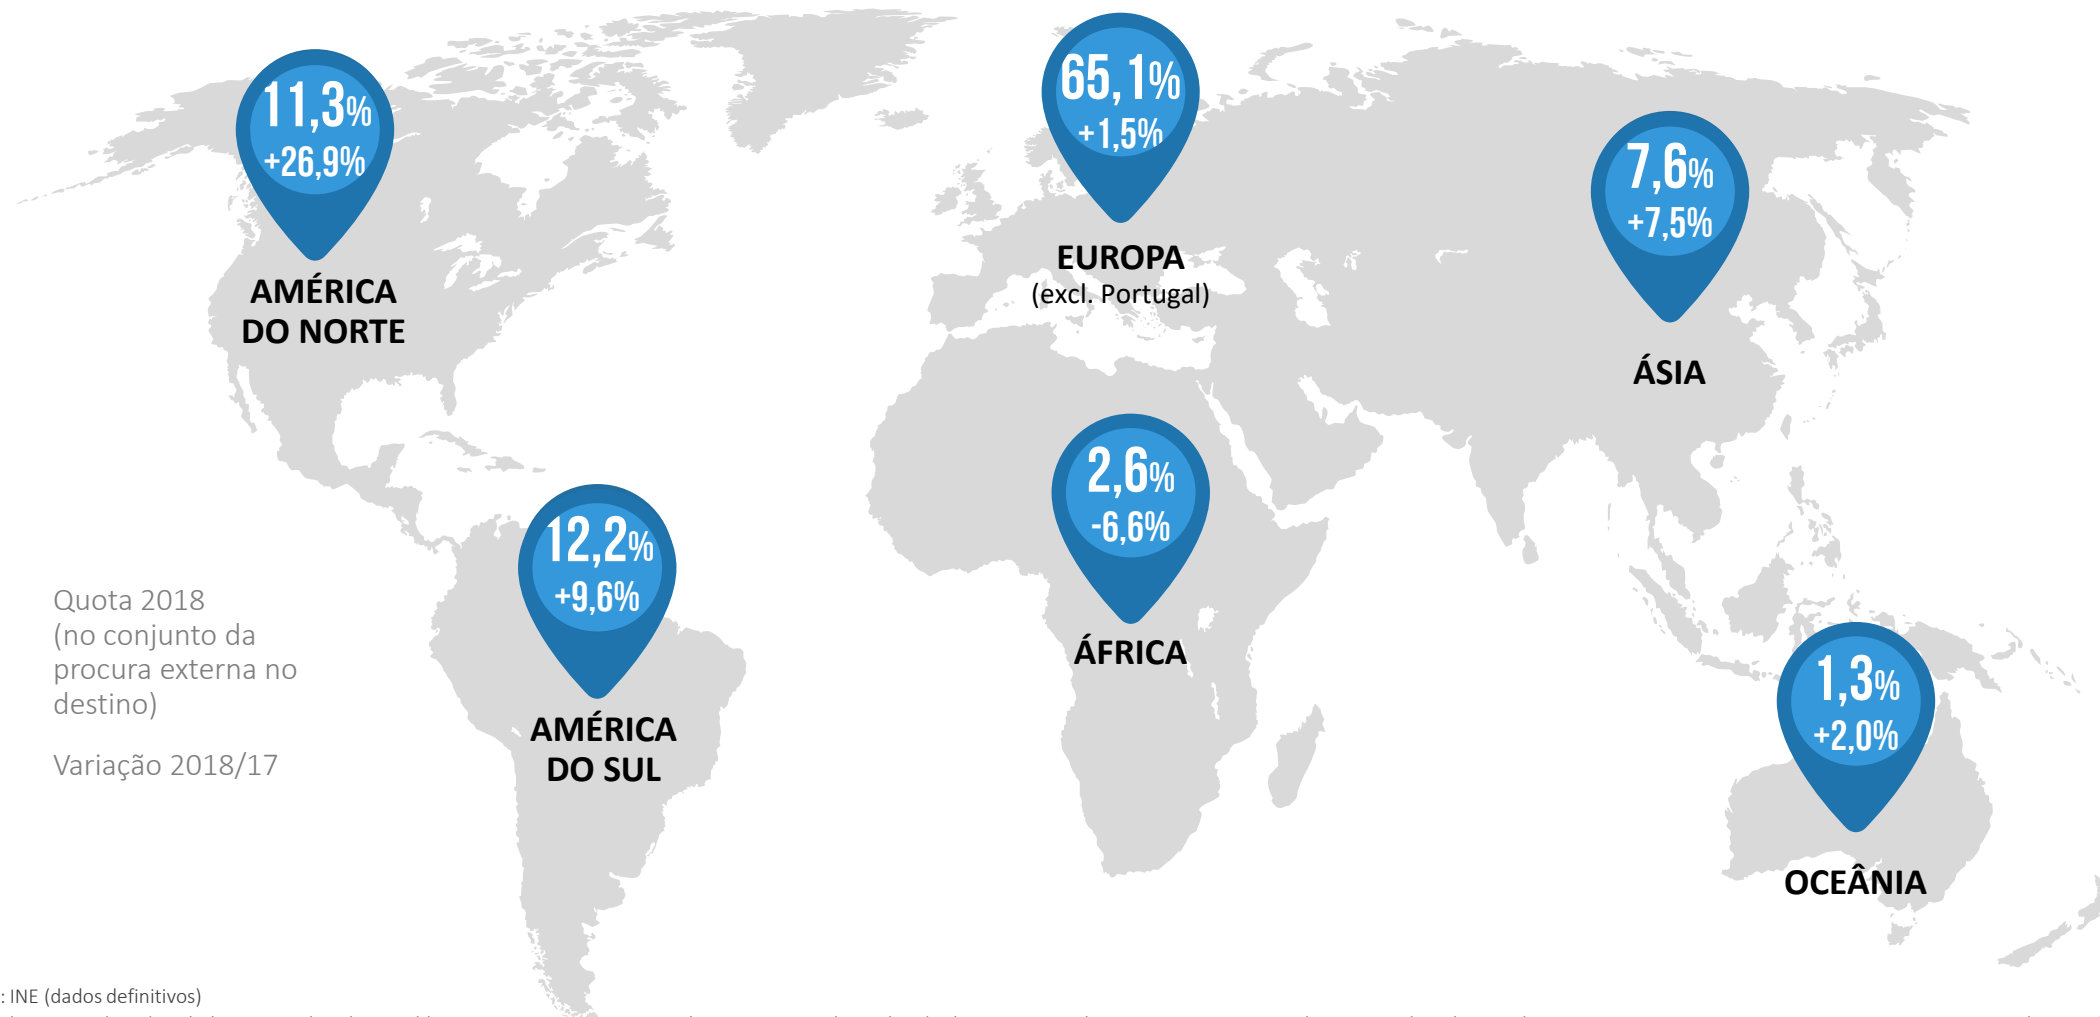 11,3%
+26,9%
AMÉRICA
DO NORTE
65,1%
+1,5%
EUROPA
(excl. Portugal)
7,6%
+7,5%
ÁSIA
2,6%
-6,6%
ÁFRICA
12,2%
+9,6%
AMÉRICA
DO SUL
1,3%
+2,0%
OCEÂNIA
Quota 2018
(no conjunto da
procura externa no
destino)
Variação 2018/17
: INE (dados definitivos)